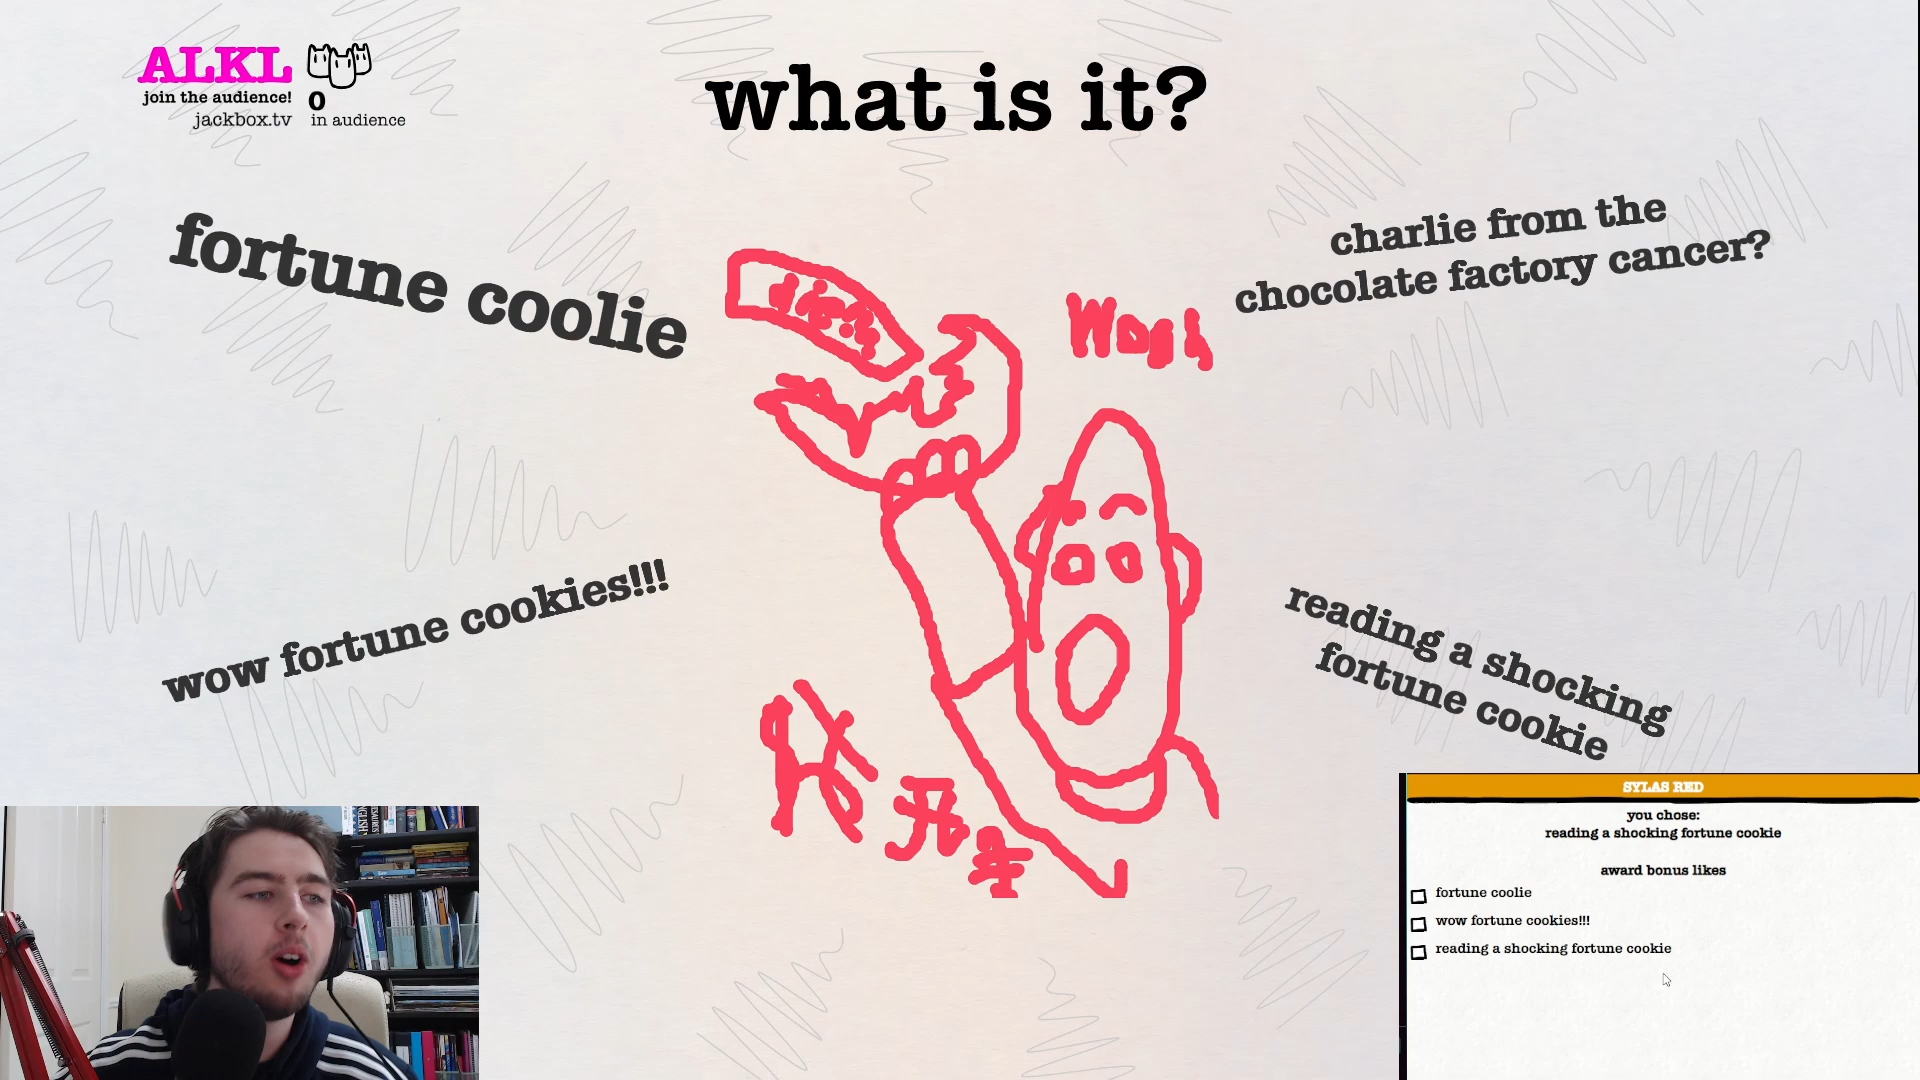 ALKL
join the audience!
jackbox.tv
0
in audience
what is it?
fortune coolie
charlie from the
chocolate factory cancer?
wow fortune cookies!!!
reading a shocking
fortune cookie
SYLAS RED
you chose:
reading a shocking fortune cookie
award bonus likes
fortune coolie
wow fortune cookies!!!
reading a shocking fortune cookie